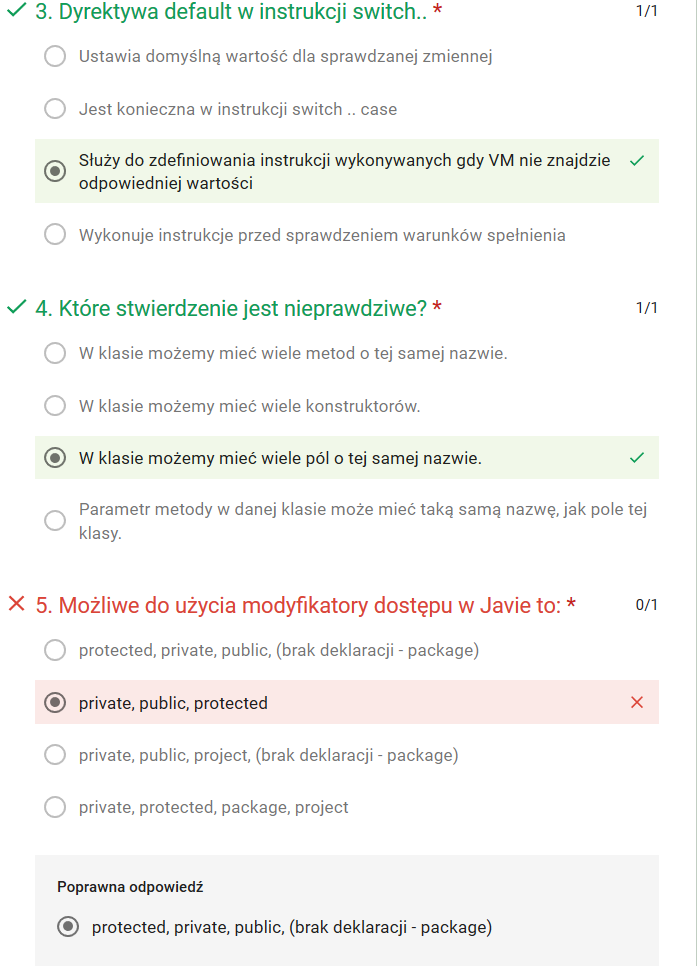 3. Dyrektywa default w instrukcji switch.. *
1/1
Ustawia domyślną wartość dla sprawdzanej zmiennej
Jest konieczna w instrukcji switch .. case
Służy do zdefiniowania instrukcji wykonywanych gdy VM nie znajdzie
odpowiedniej wartości
Wykonuje instrukcje przed sprawdzeniem warunków spełnienia
4. Które stwierdzenie jest nieprawdziwe? *
1/1
W klasie możemy mieć wiele metod o tej samej nazwie.
W klasie możemy mieć wiele konstruktorów.
W klasie możemy mieć wiele pól o tej samej nazwie.
Parametr metody w danej klasie może mieć taką samą nazwę, jak pole tej
klasy.
5. Możliwe do użycia modyfikatory dostępu w Javie to: *
0/1
protected, private, public, (brak deklaracji - package)
private, public, protected
private, public, project, (brak deklaracji - package)
private, protected, package, project
Poprawna odpowiedź
protected, private, public, (brak deklaracji - package)